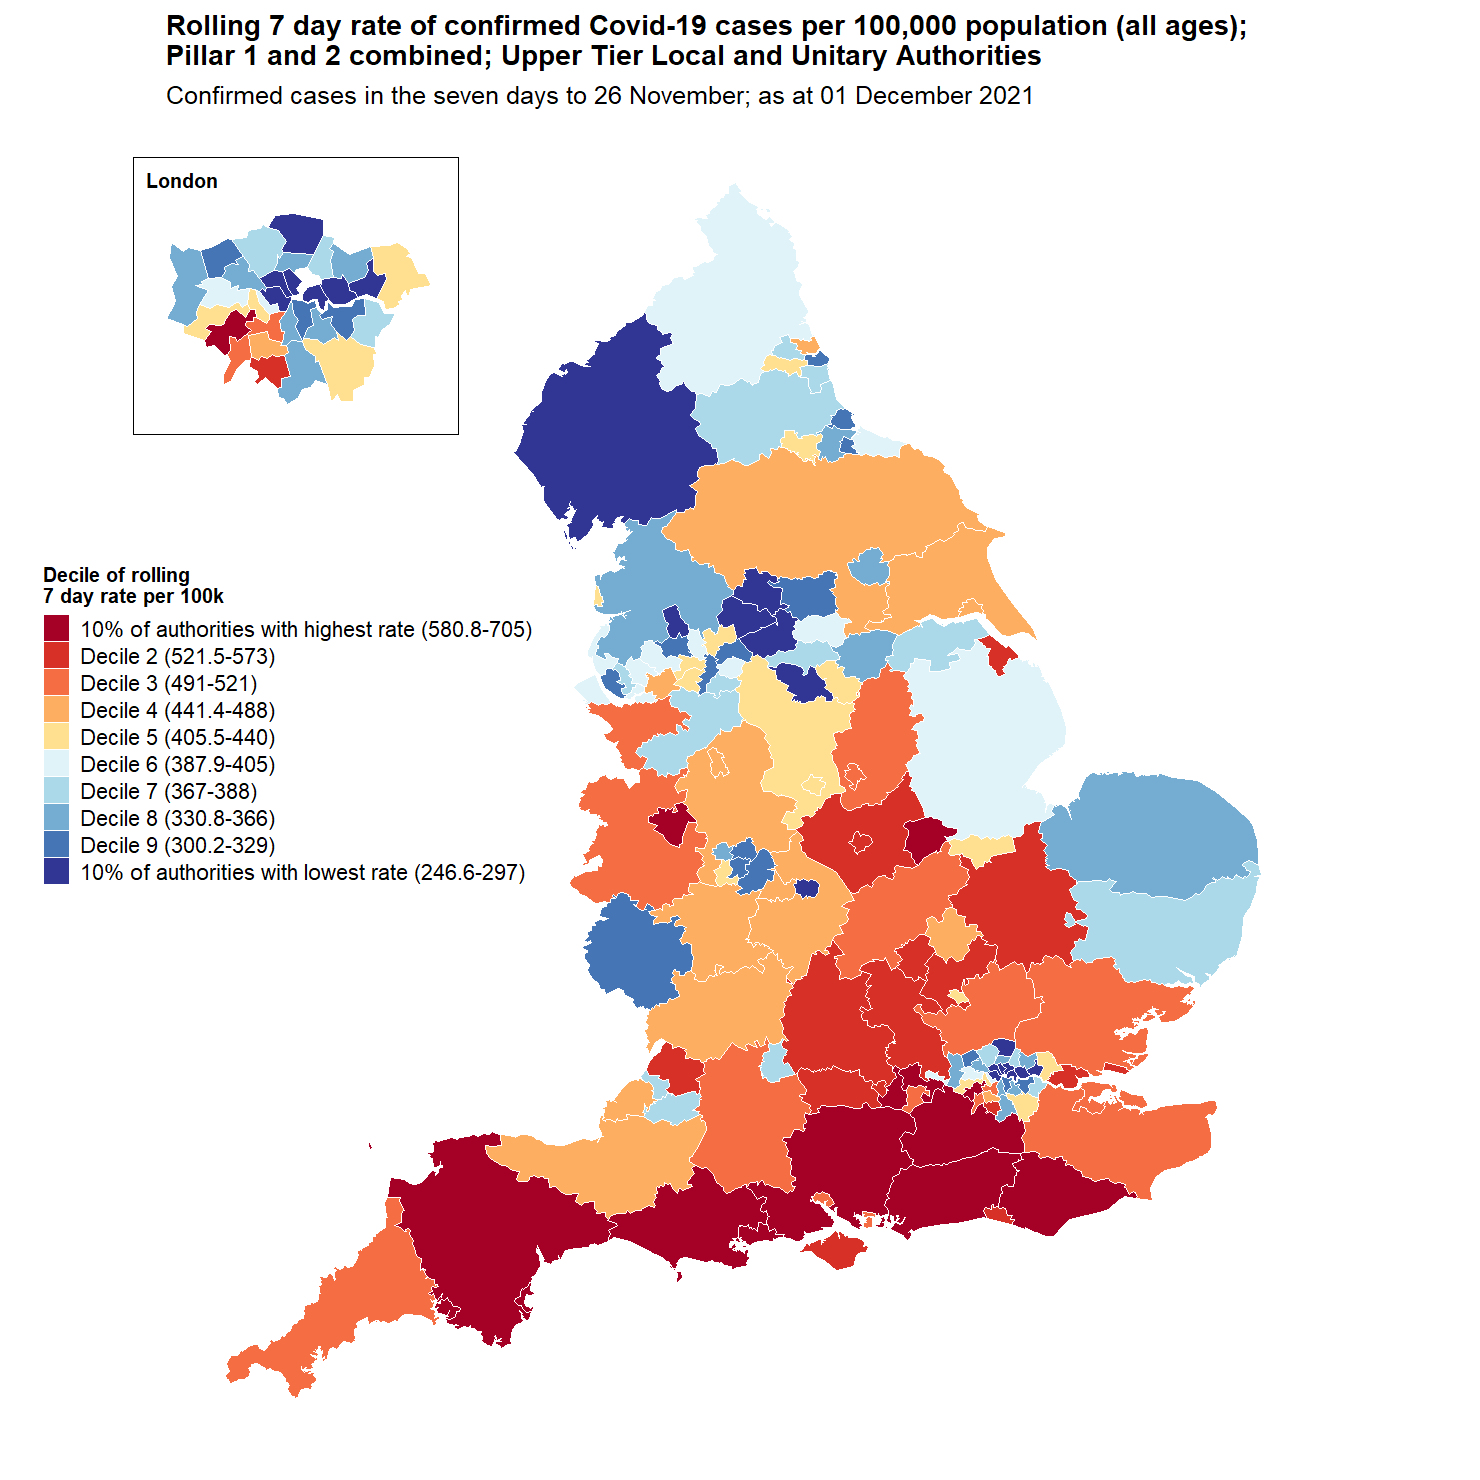 Rolling 7 day rate of confirmed Covid-19 cases per 100,000 population (all ages);
Pillar 1 and 2 combined; Upper Tier Local and Unitary Authorities
Confirmed cases in the seven days to 26 November; as at 01 December 2021
London
Decile of rolling
7 day rate per 100k
10% of authorities with highest rate (580.8-705)
Decile 2 (521.5-573)
Decile 3 (491-521)
Decile 4 (441.4-488)
Decile 5 (405.5-440)
Decile 6 (387.9-405)
Decile 7 (367-388)
Decile 8 (330.8-366)
Decile 9 (300.2-329)
10% of authorities with lowest rate (246.6-297)